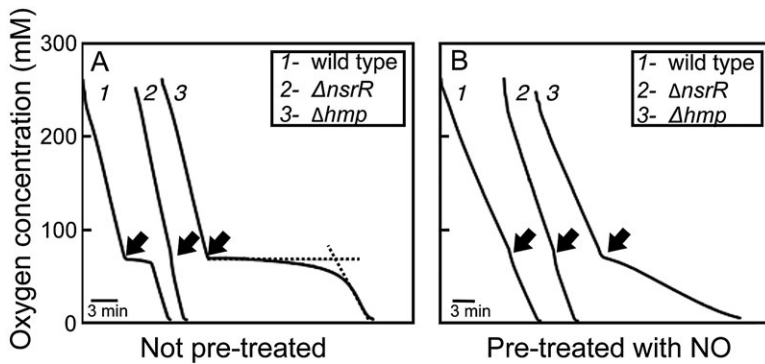 Oxygen concentration (mM)
300
200
100
0
A
1
2
3
1- wild type
2- ΔnsrR
3- Δhmp
3 min
Not pre-treated
B
1
2
3
1- wild type
2- ΔnsrR
3- Δhmp
3 min
Pre-treated with NO